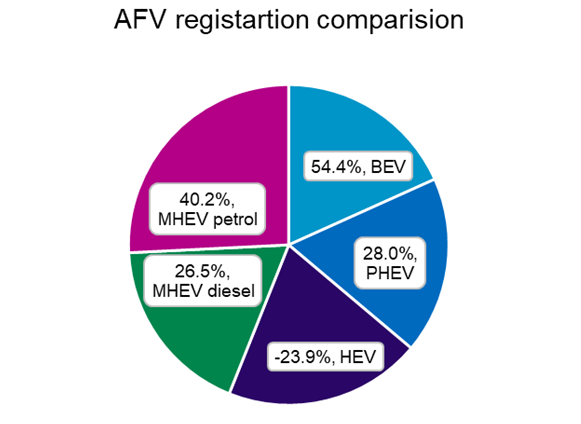 AFV registartion comparision
54.4%, BEV
28.0%,
PHEV
-23.9%, HEV
26.5%,
MHEV diesel
40.2%,
MHEV petrol